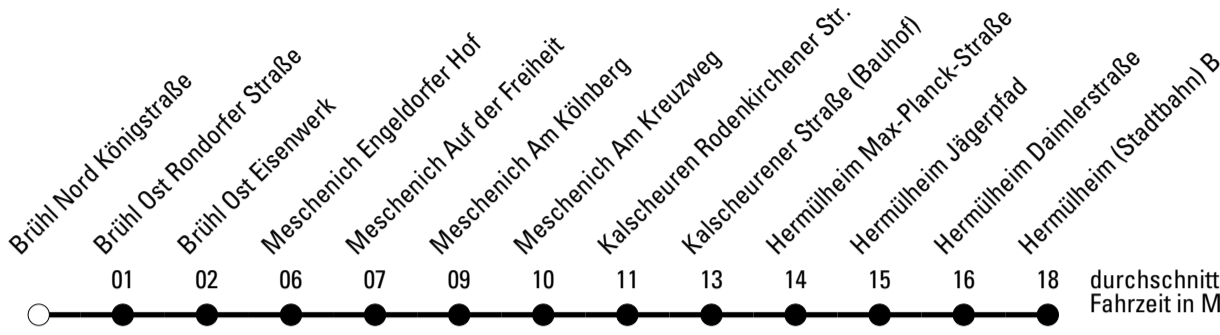 Brühl Nord Königstraße
Brühl Ost Rondorfer Straße
Brühl Ost Eisenwerk
Meschenich Engeldorfer Hof
Meschenich Auf der Freiheit
Meschenich Am Kölnberg
Meschenich Am Kreuzweg
Kalscheuren Rodenkirchener Str.
Kalscheurener Straße (Bauhof)
Hermülheim Max-Planck-Straße
Hermülheim Jägerpfad
Hermülheim Daimlerstraße
Hermülheim (Stadtbahn) B
01 02 06 07 09 10 11 13 14 15 16 18
durchschnitt
Fahrzeit in M